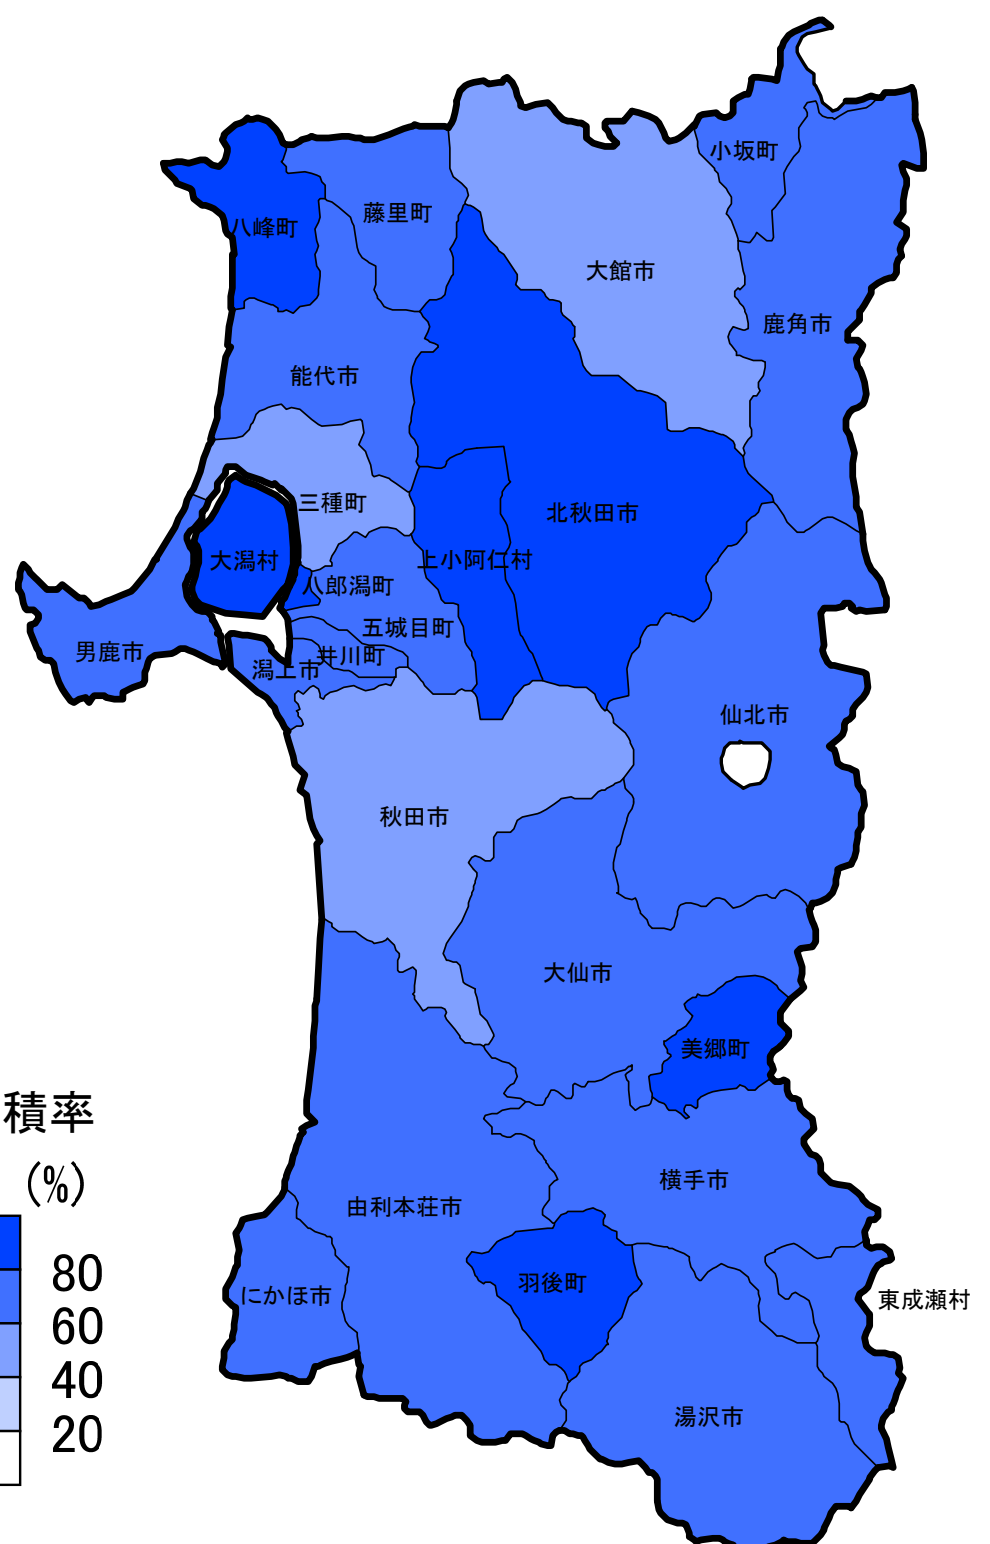 小坂町
藤里町
八峰町
大館市
鹿角市
能代市
三種町
北秋田市
大潟村
上小阿仁村
八郎潟町
五城目町
男鹿市
井川町
潟上市
仙北市
秋田市
大仙市
美郷町
横手市
由利本荘市
羽後町
にかほ市
東成瀬村
湯沢市
積率
(%)
80
60
40
20